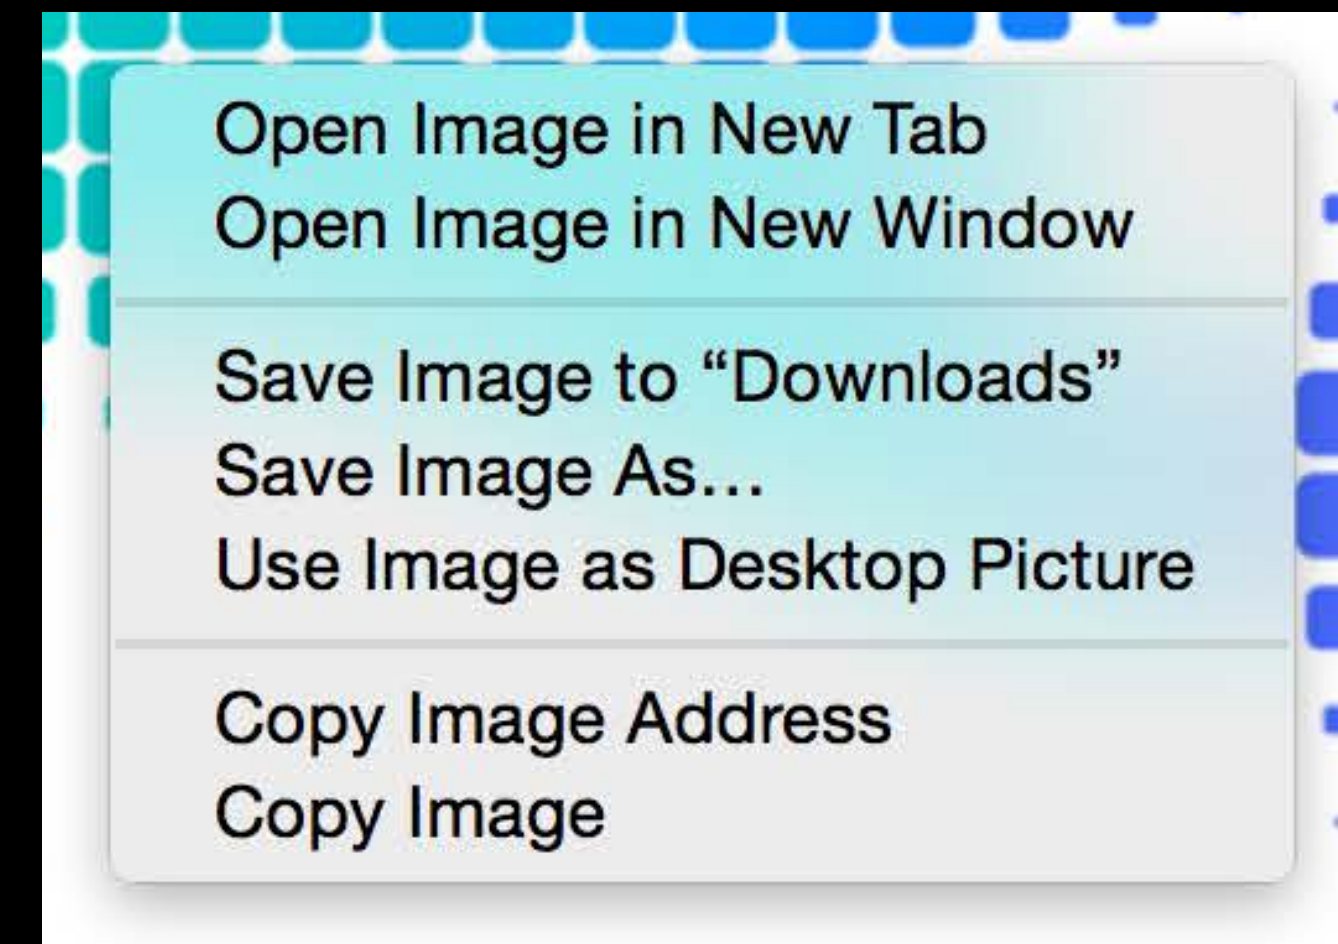 Open Image in New Tab
Open Image in New Window
Save Image to “Downloads”
Save Image As…
Use Image as Desktop Picture
Copy Image Address
Copy Image